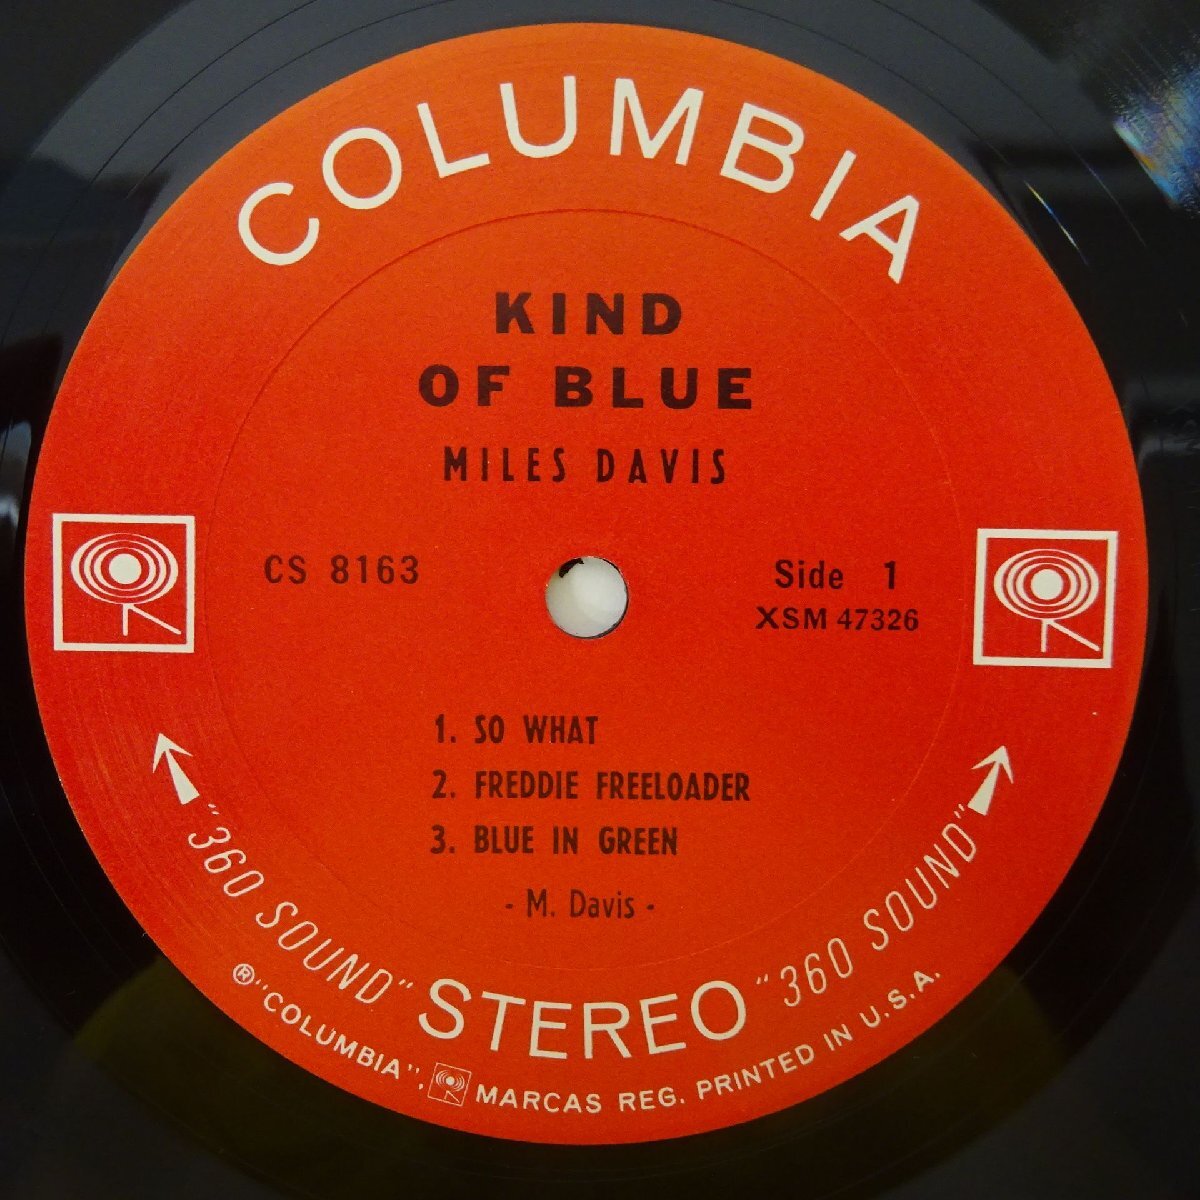 COLUMBIA
KIND
OF BLUE
MILES DAVIS
CS 8163
Side 1
XSM 47326
1. SO WHAT
2. FREDDIE FREELOADER
3. BLUE IN GREEN
- M. Davis -
"360 SOUND" STEREO "360 SOUND"
® "COLUMBIA", MARCAS REG. PRINTED IN U.S.A.